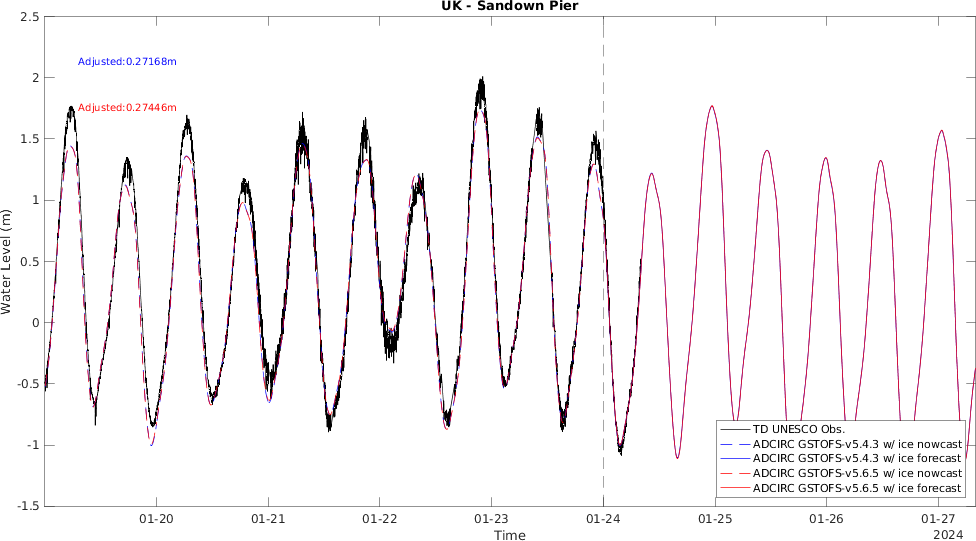 UK - Sandown Pier
2.5
2
1.5
1
0.5
0
-0.5
-1
-1.5
Water Level (m)
Adjusted:0.27168m
Adjusted:0.27446m
TD UNESCO Obs.
ADCIRC GSTOFS-v5.4.3 w/ ice nowcast
ADCIRC GSTOFS-v5.4.3 w/ ice forecast
ADCIRC GSTOFS-v5.6.5 w/ ice nowcast
ADCIRC GSTOFS-v5.6.5 w/ ice forecast
01-20 01-21 01-22 01-23 01-24 01-25 01-26 01-27
Time
2024